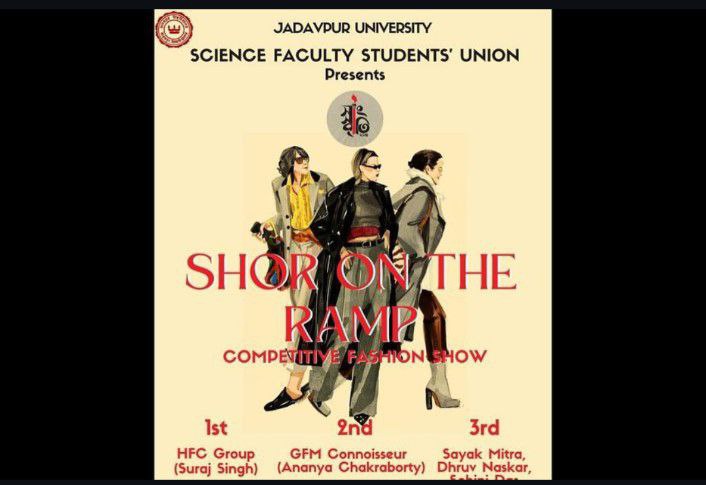 JADAVPUR UNIVERSITY
SCIENCE FACULTY STUDENTS' UNION
Presents
SHOR ON THE
RAMP
COMPETITIVE FASHION SHOW
1st 2nd 3rd
HFC Group GFM Connoisseur Sayak Mitra,
(Suraj Singh) (Ananya Chakraborty) Dhruv Naskar,